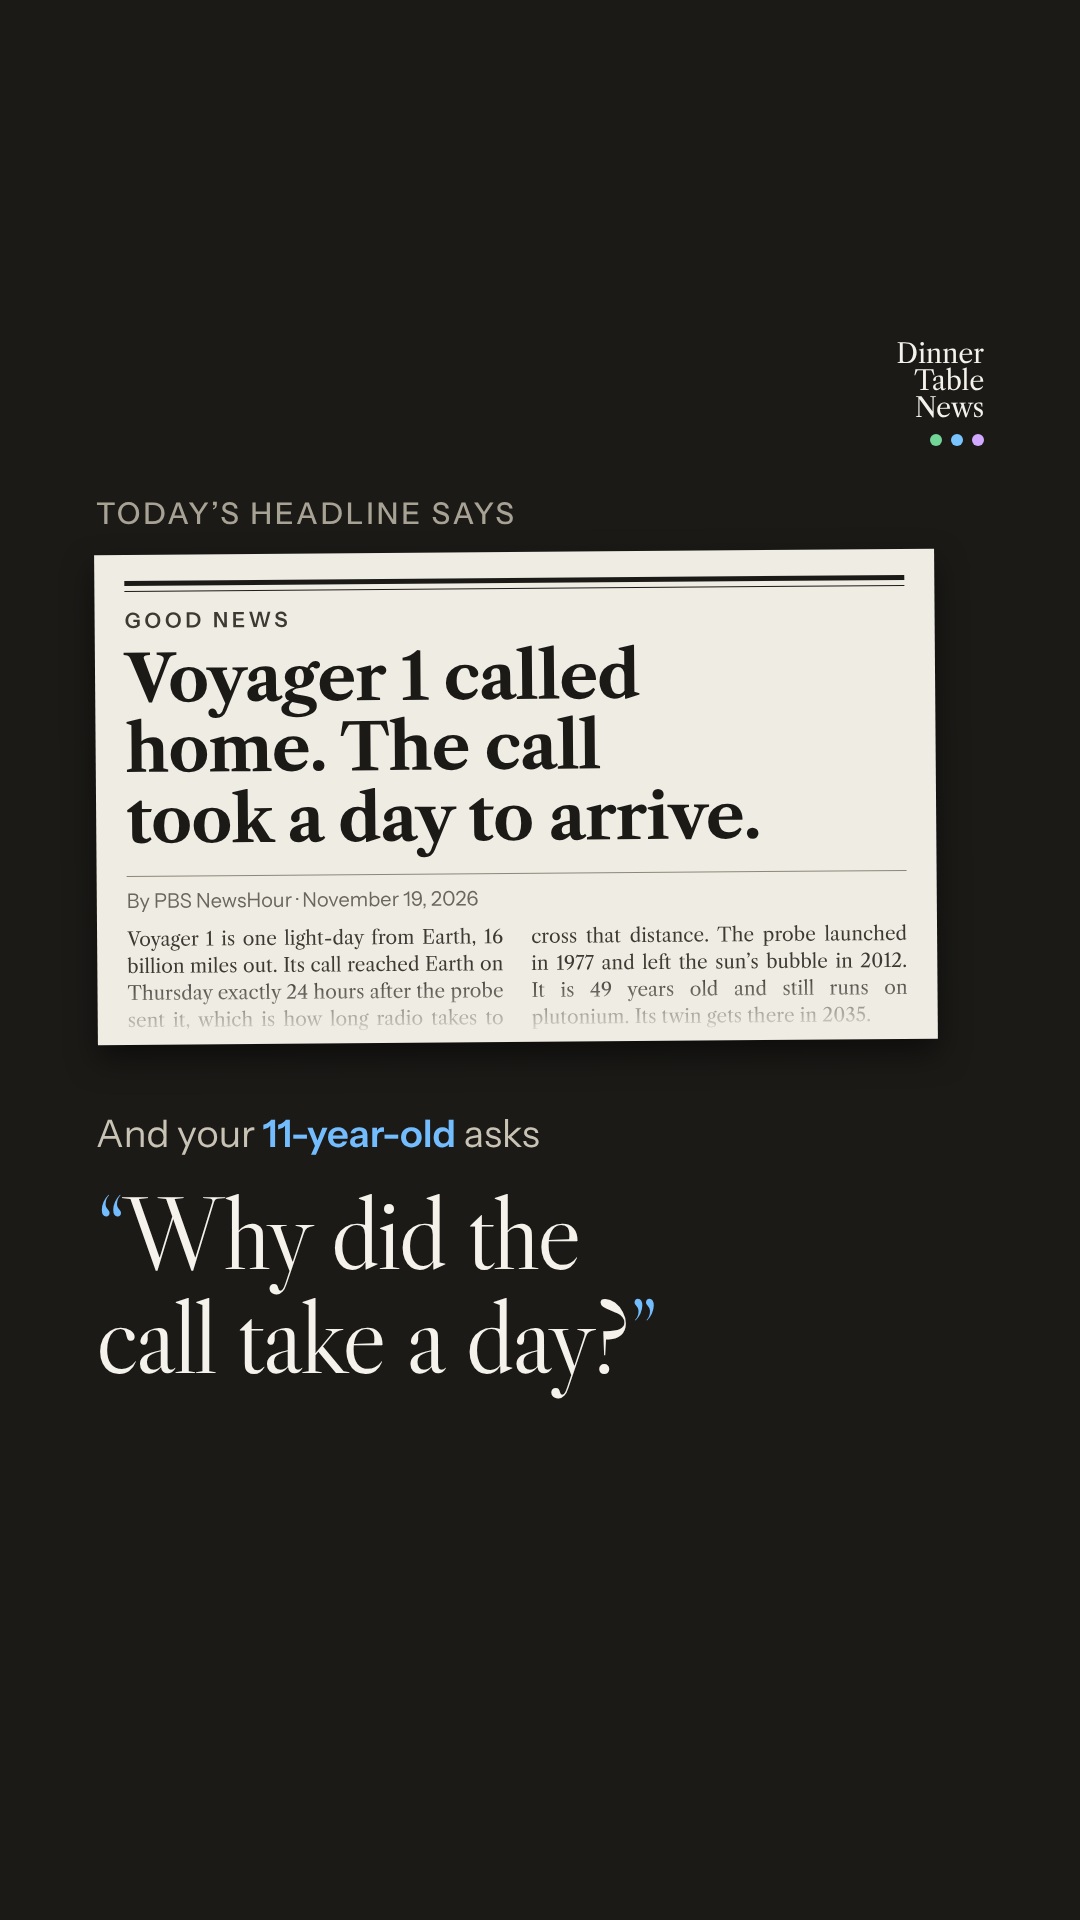 Dinner
Table
News
TODAY’S HEADLINE SAYS
GOOD NEWS
Voyager 1 called
home. The call
took a day to arrive.
By PBS NewsHour · November 19, 2026
Voyager 1 is one light-day from Earth, 16
billion miles out. Its call reached Earth on
Thursday exactly 24 hours after the probe
sent it, which is how long radio takes to
cross that distance. The probe launched
in 1977 and left the sun’s bubble in 2012.
It is 49 years old and still runs on
plutonium. Its twin gets there in 2035.
And your 11-year-old asks
“Why did the
call take a day?”